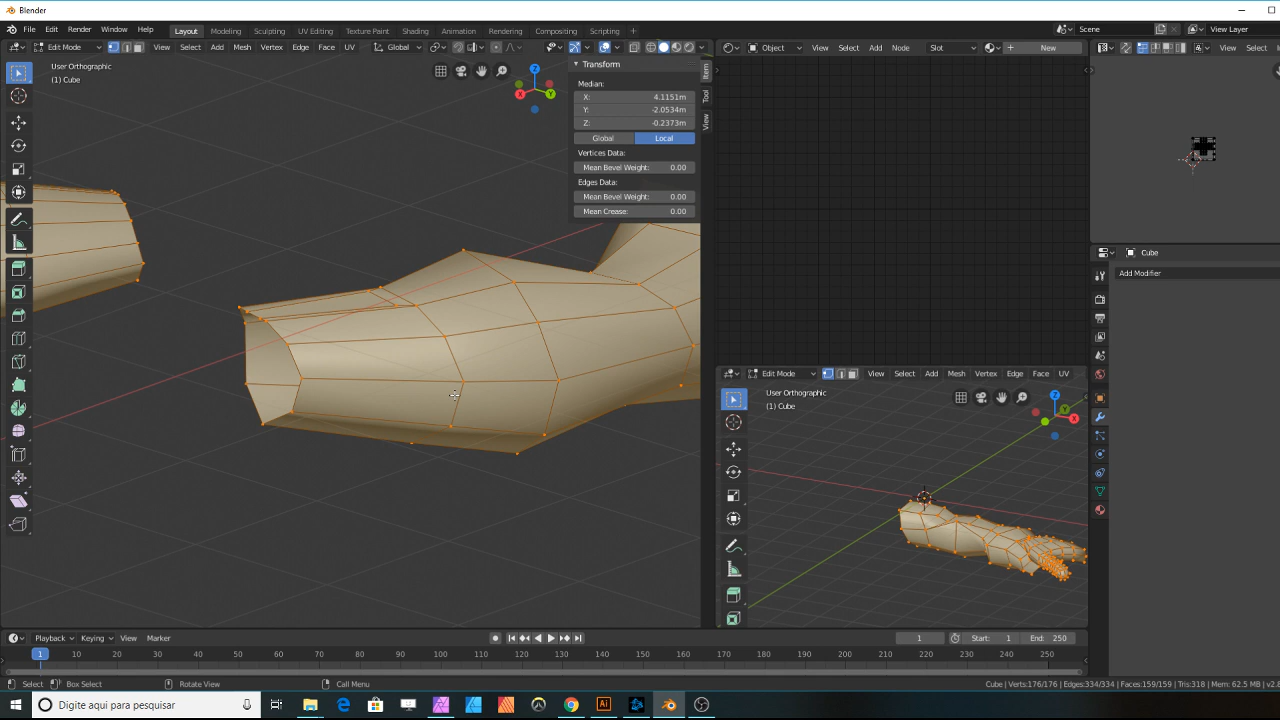 Blender
File Edit Render Window Help Layout Modeling Sculpting UV Editing Texture Paint Shading Animation Rendering Compositing Scripting Scene View Layer
Edit Mode View Select Add Mesh Vertex Edge Face UV Global
Object View Select Add Node Slot New View Select
User Orthographic
(1) Cube
Transform
Median:
X: 4.1151m
Y: -2.0534m
Z: -0.2373m
Global Local
Vertices Data:
Mean Bevel Weight: 0.00
Edges Data:
Mean Bevel Weight: 0.00
Mean Crease: 0.00
Item
Tool
View
Z
X
Y
Cube
Add Modifier
Edit Mode View Select Add Mesh Vertex Edge Face UV
User Orthographic
(1) Cube
Z
X
Y
Playback Keying View Marker 1 Start: 1 End: 250
1 10 20 30 40 50 60 70 80 90 100 110 120 130 140 150 160 170 180 190 200 210 220 230 240 250
Select Box Select Rotate View Call Menu Cube | Verts:176/176 | Edges:334/334 | Faces:159/159 | Tris:318 | Mem: 62.5 MB | v2.8
Digite aqui para pesquisar
Ai